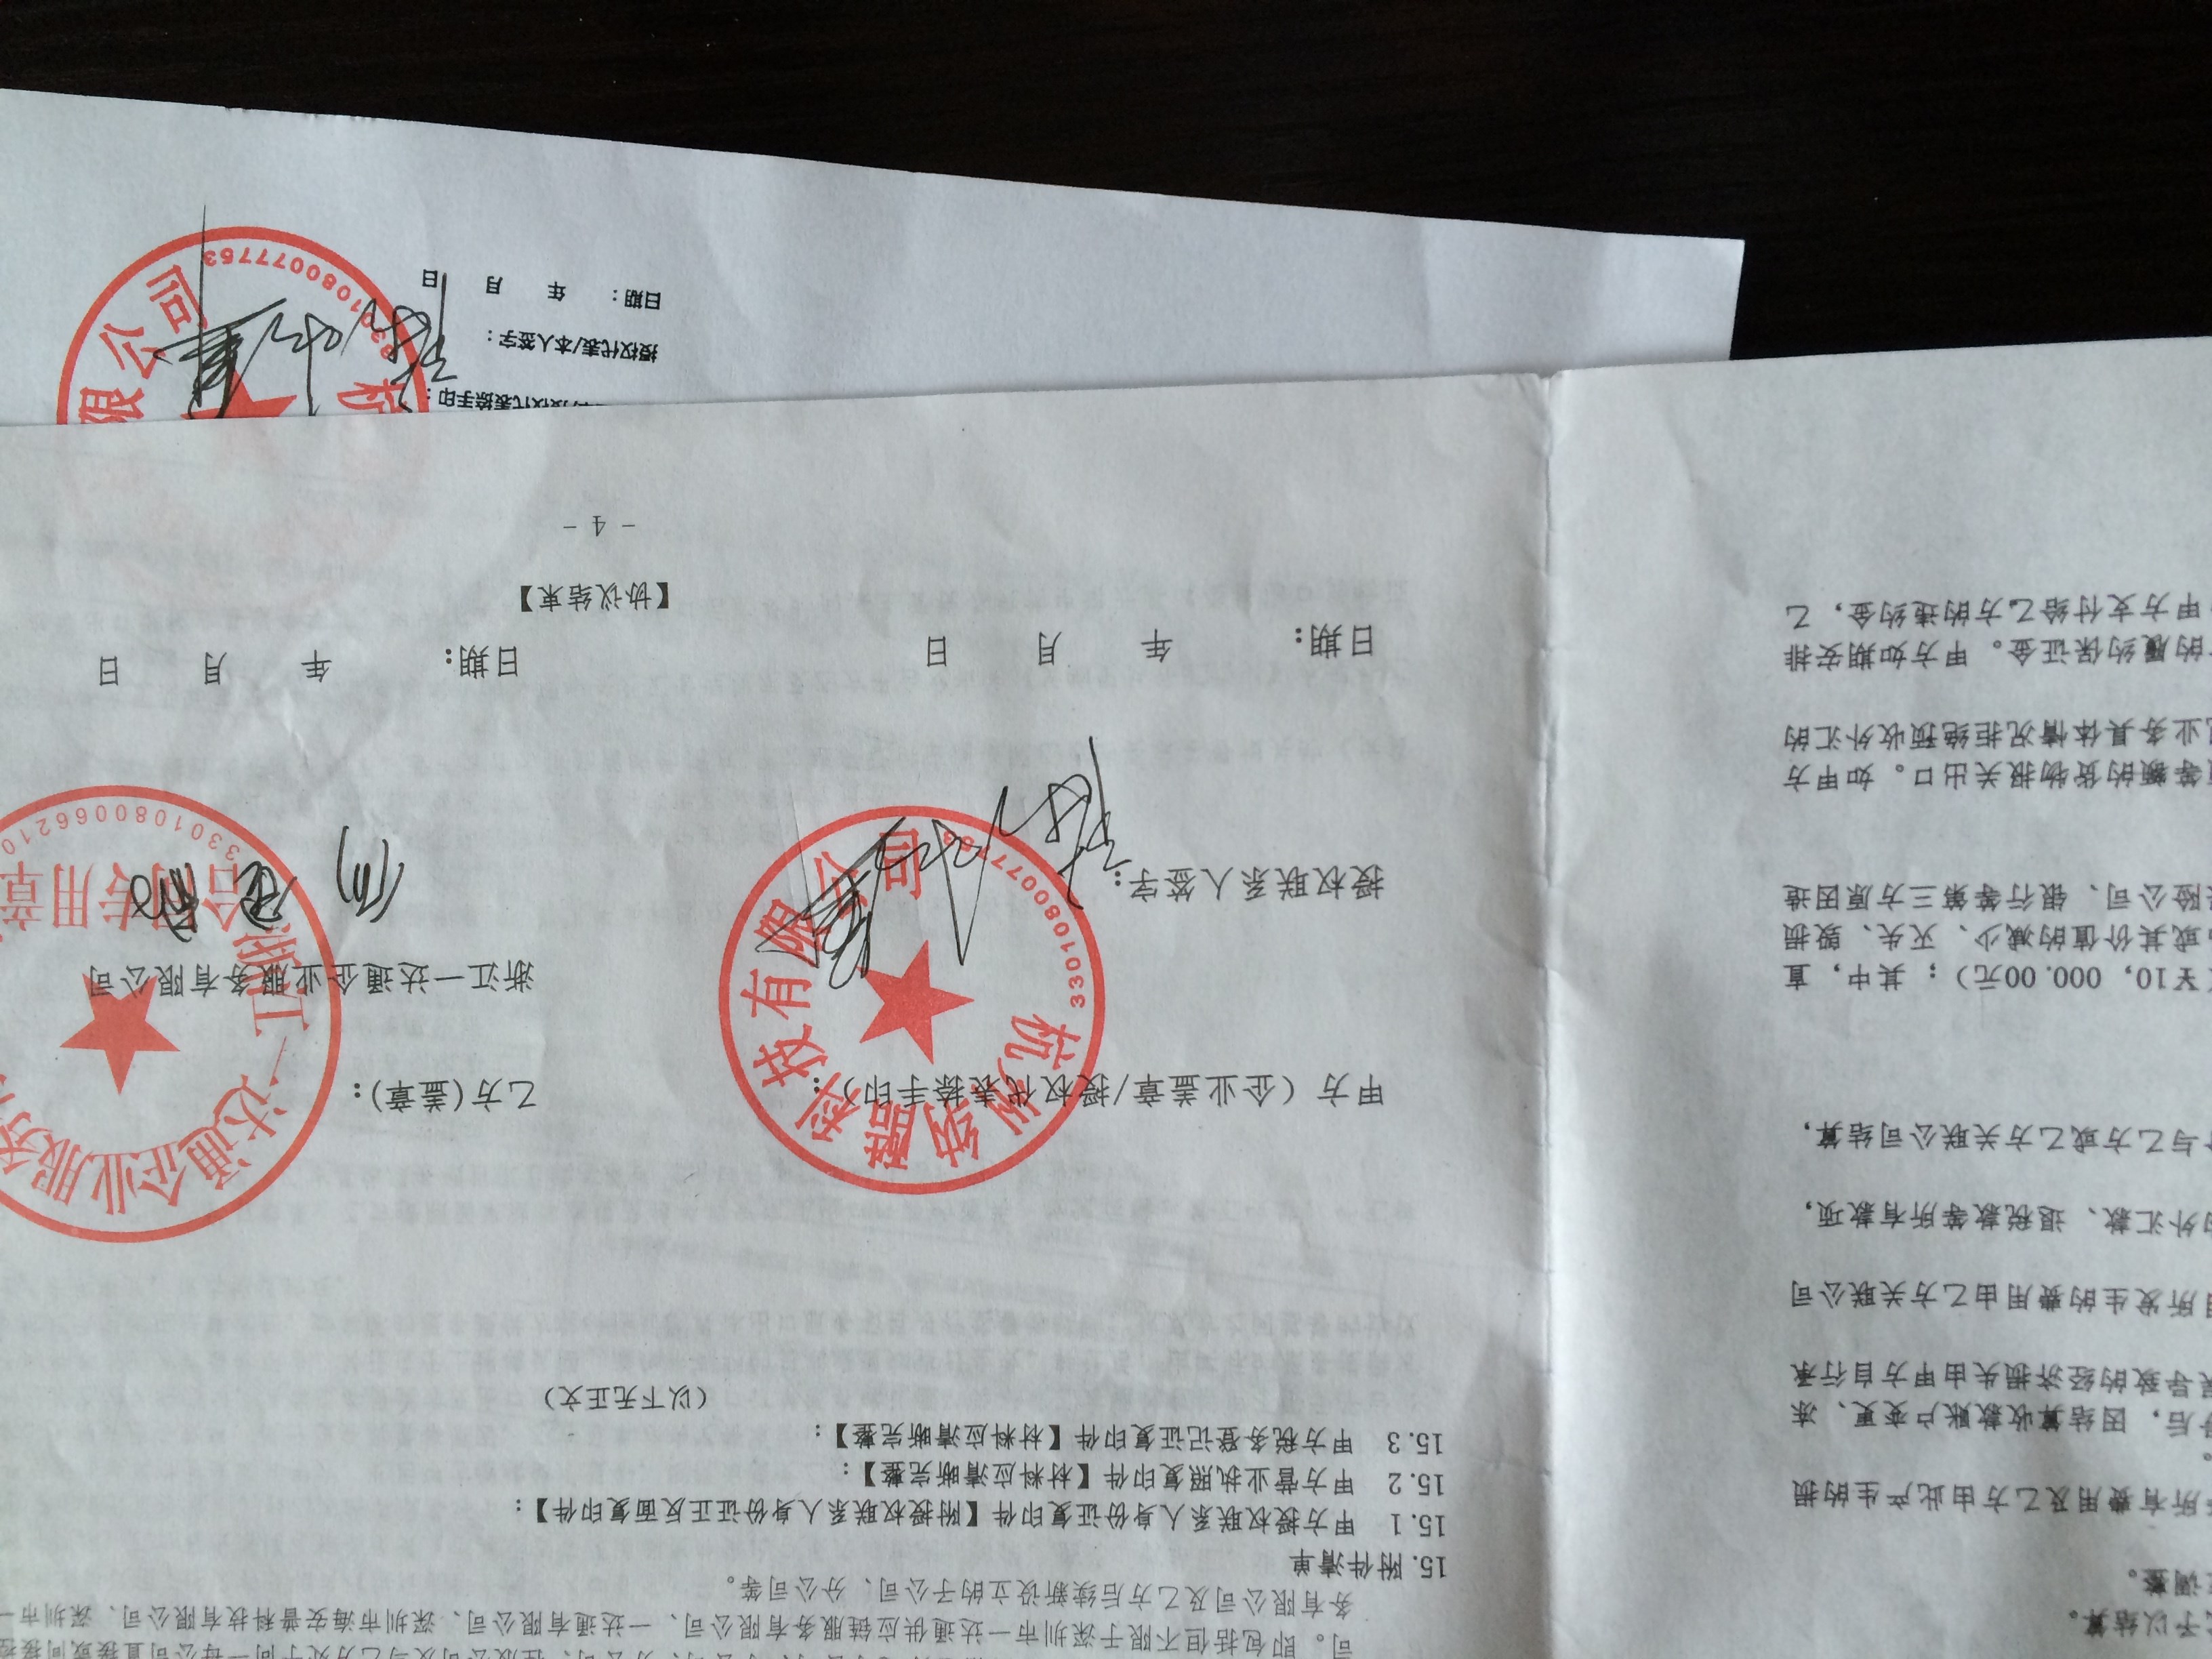 予以结算。
调整。
所有费用及乙方由此产生的损
后，因结算收款账户变更、冻
导致的经济损失由甲方自行承
所发生的费用由乙方关联公司
外汇款、退税款等所有款项，
与乙方或乙方关联公司结算，
￥10，000.00元）；其中，直
或其价值的减少、灭失、毁损
险公司、银行等第三方原因造
等额的货物报关出口。如甲方
业务具体情况拒绝预收外汇的
的履约保证金。甲方如期安排
甲方支付给乙方的违约金，乙
司。即包括但不限于深圳市一达通供应链服务有限公司、一达通有限公司、深圳市海安普科技有限公司、深圳市一
务有限公司及乙方后续新设立的子公司、分公司等。
15.附件清单
15.1 甲方授权联系人身份证复印件【附授权联系人身份证正反面复印件】：
15.2 甲方营业执照复印件【材料应清晰完整】：
15.3 甲方税务登记证复印件【材料应清晰完整】：
（以下无正文）
甲方（企业盖章/授权代表捺手印）： 乙方(盖章)：
浙江一达通企业服务有限公司
授权联系人签字：
杭州纳酷科技有限公司
3301080077753
浙江一达通企业服务
合同专用章
3301080066210
日期： 年 月 日 日期： 年 月 日
【协议结束】
- 4 -
授权代表捺手印：
授权代表/本人签字：
日期： 年 月 日
杭
限公司
3301080077753